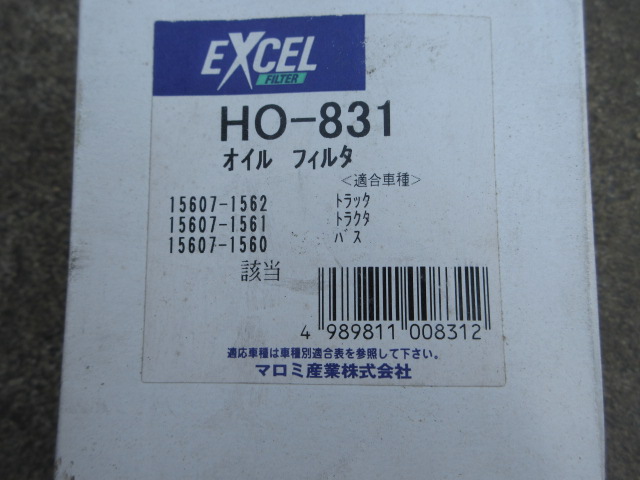 EXCEL
FILTER
HO-831
オイル フィルタ
<適合車種>
15607-1562 トラック
15607-1561 トラクタ
15607-1560 バス
該当
4 989811 008312
適応車種は車種別適合表を参照して下さい。
マロミ産業株式会社